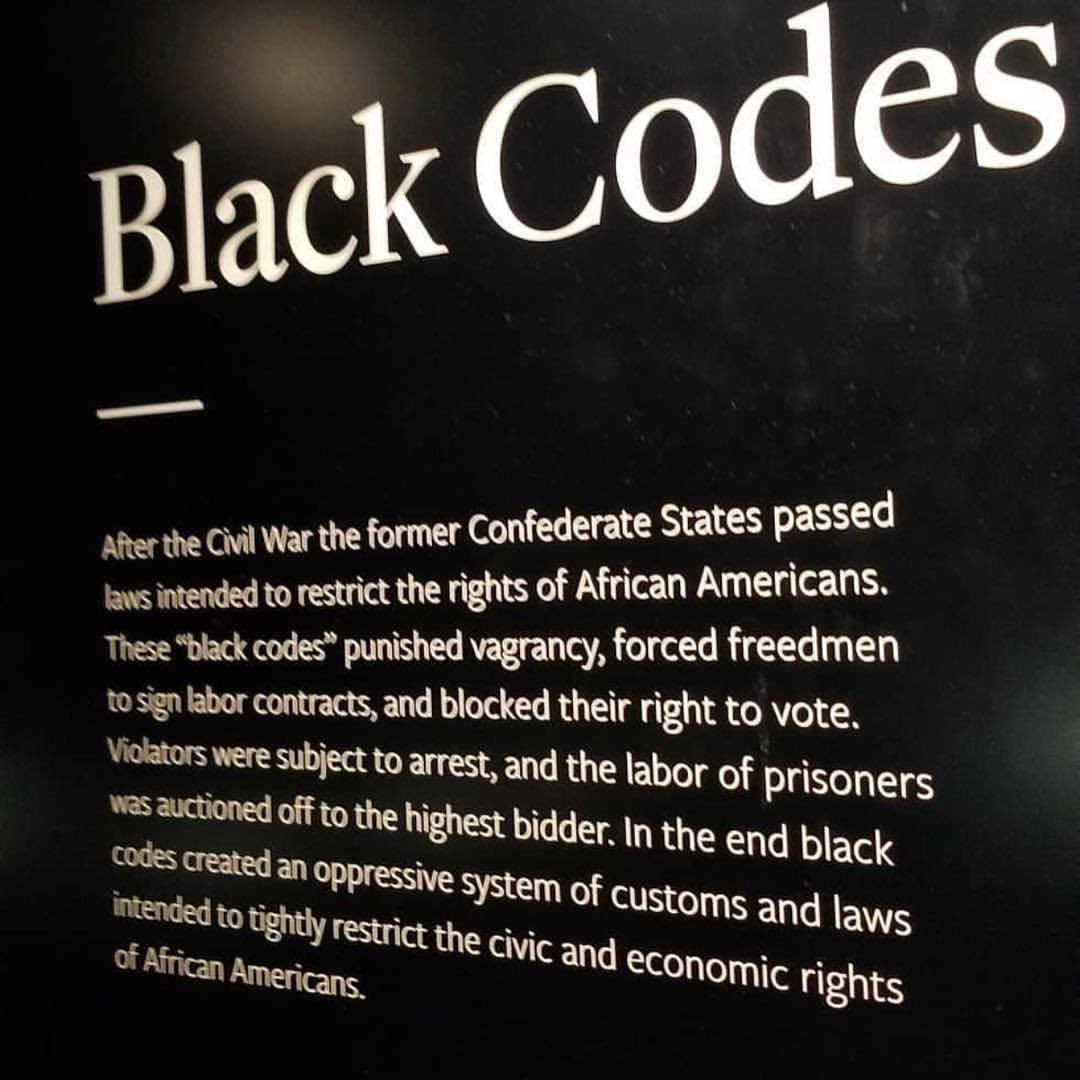 Black Codes
After the Civil War the former Confederate States passed
laws intended to restrict the rights of African Americans.
These “black codes” punished vagrancy, forced freedmen
to sign labor contracts, and blocked their right to vote.
Violators were subject to arrest, and the labor of prisoners
was auctioned off to the highest bidder. In the end black
codes created an oppressive system of customs and laws
intended to tightly restrict the civic and economic rights
of African Americans.